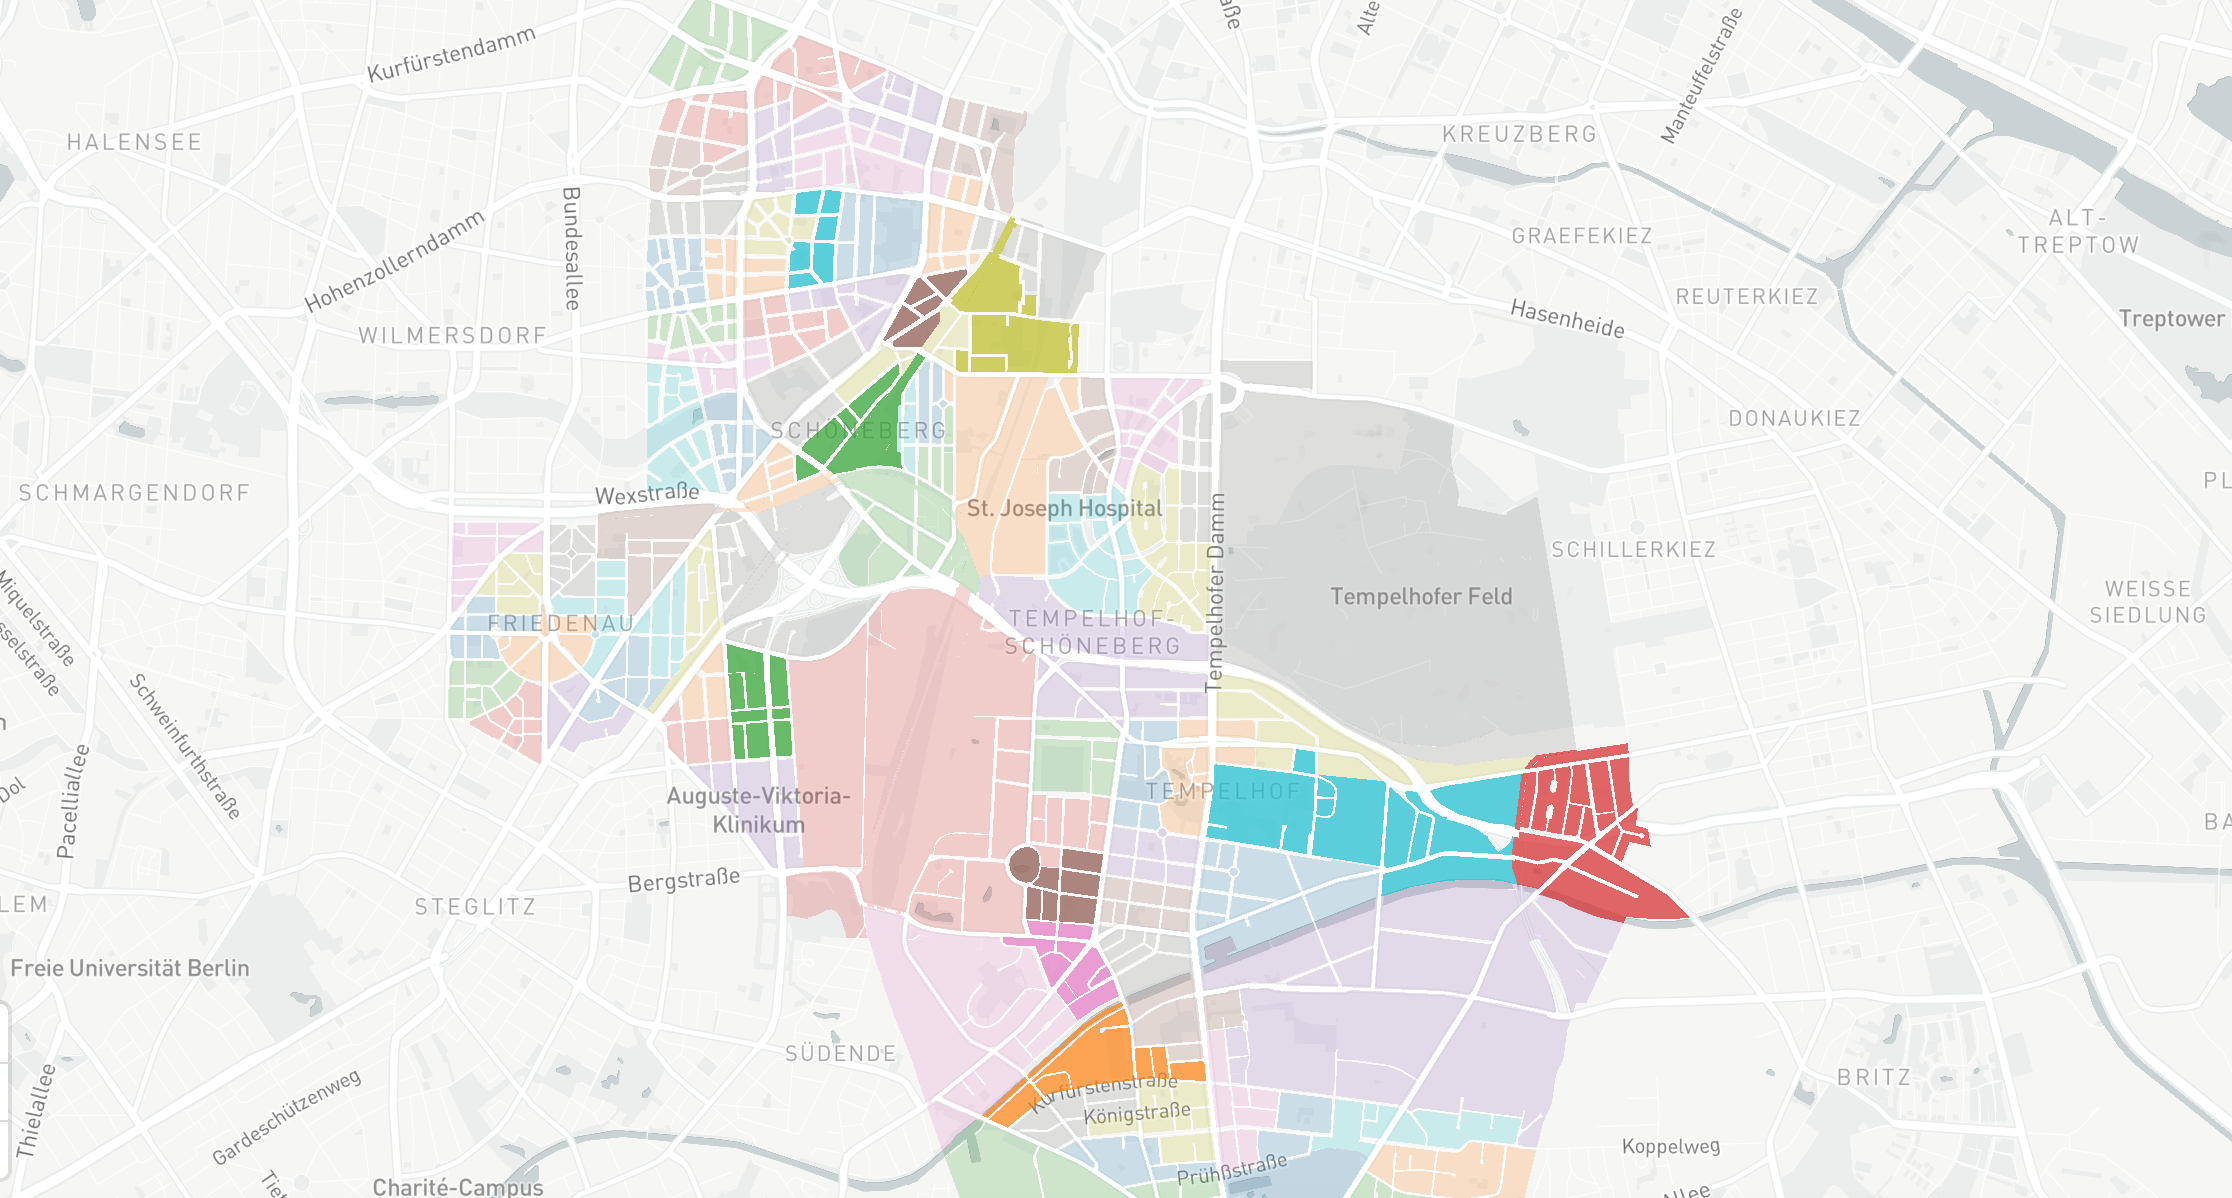 Kurfürstendamm
Alte
Manteuffelstraße
HALENSEE
KREUZBERG
Bundesallee
ALT-
TREPTOW
GRAEFEKIEZ
Hohenzollerndamm
REUTERKIEZ
Hasenheide
Treptower
WILMERSDORF
DONAUKIEZ
SCHÖNEBERG
SCHMARGENDORF
Wexstraße
St. Joseph Hospital
PL
Tempelhofer Damm
SCHILLERKIEZ
Tempelhofer Feld
WEISSE
SIEDLUNG
Miquelstraße
FRIEDENAU
TEMPELHOF-
SCHÖNEBERG
Schweinfurthstraße
Pacelliallee
Dol
Auguste-Viktoria-
Klinikum
TEMPELHOF
BA
Bergstraße
LEM
STEGLITZ
Freie Universität Berlin
SÜDENDE
Thielallee
Gardeschützenweg
Kurfürstenstraße
Königstraße
BRITZ
Koppelweg
Prühßstraße
Charité-Campus
Allee